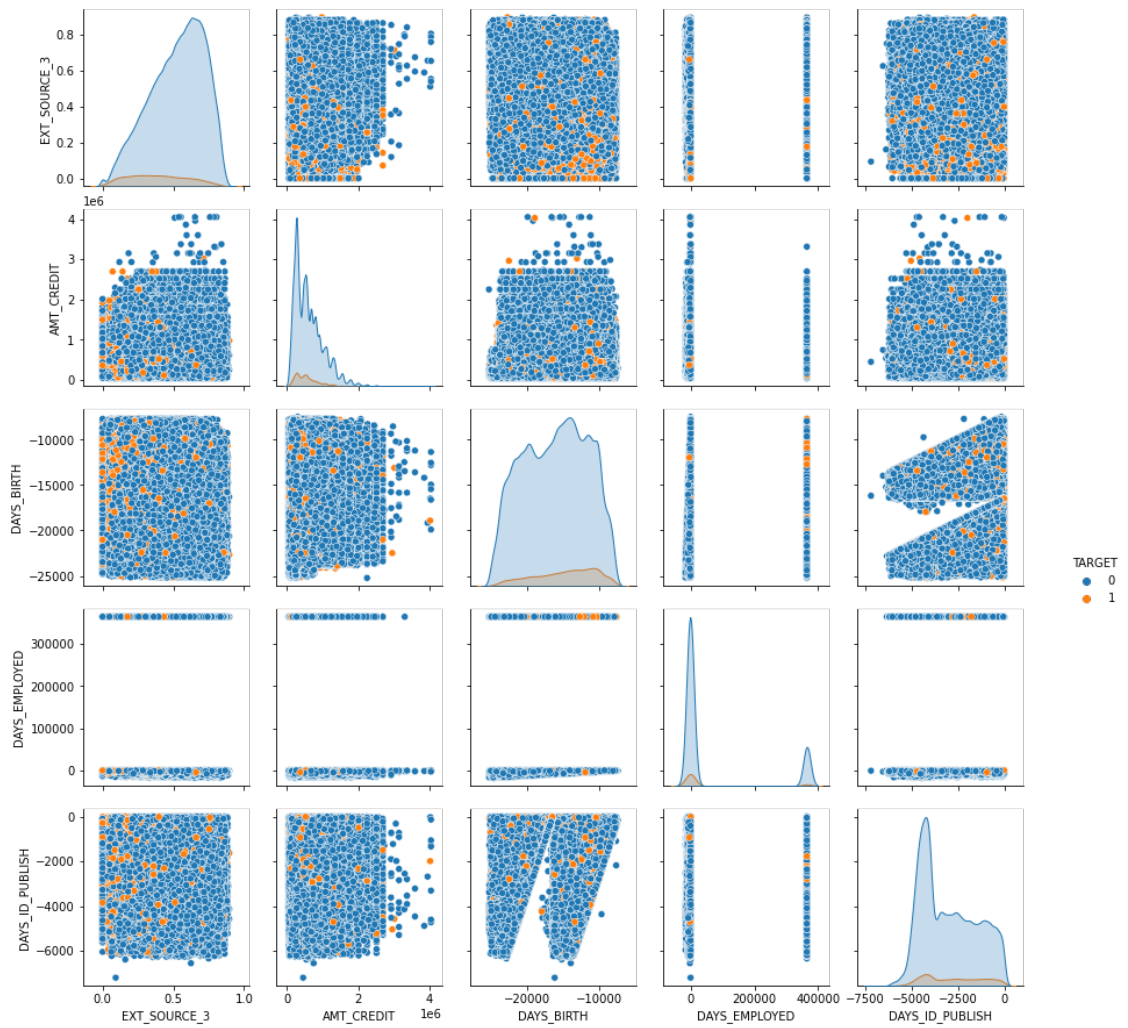 EXT_SOURCE_3
0.8
0.6
0.4
0.2
0.0
1e6
AMT_CREDIT
4
3
2
1
0
DAYS_BIRTH
−10000
−15000
−20000
−25000
TARGET
0
1
DAYS_EMPLOYED
300000
200000
100000
0
DAYS_ID_PUBLISH
0
−2000
−4000
−6000
0.0 0.5 1.0
EXT_SOURCE_3
0 2 4
1e6
AMT_CREDIT
−20000 −10000
DAYS_BIRTH
0 200000 400000
DAYS_EMPLOYED
−7500 −5000 −2500 0
DAYS_ID_PUBLISH